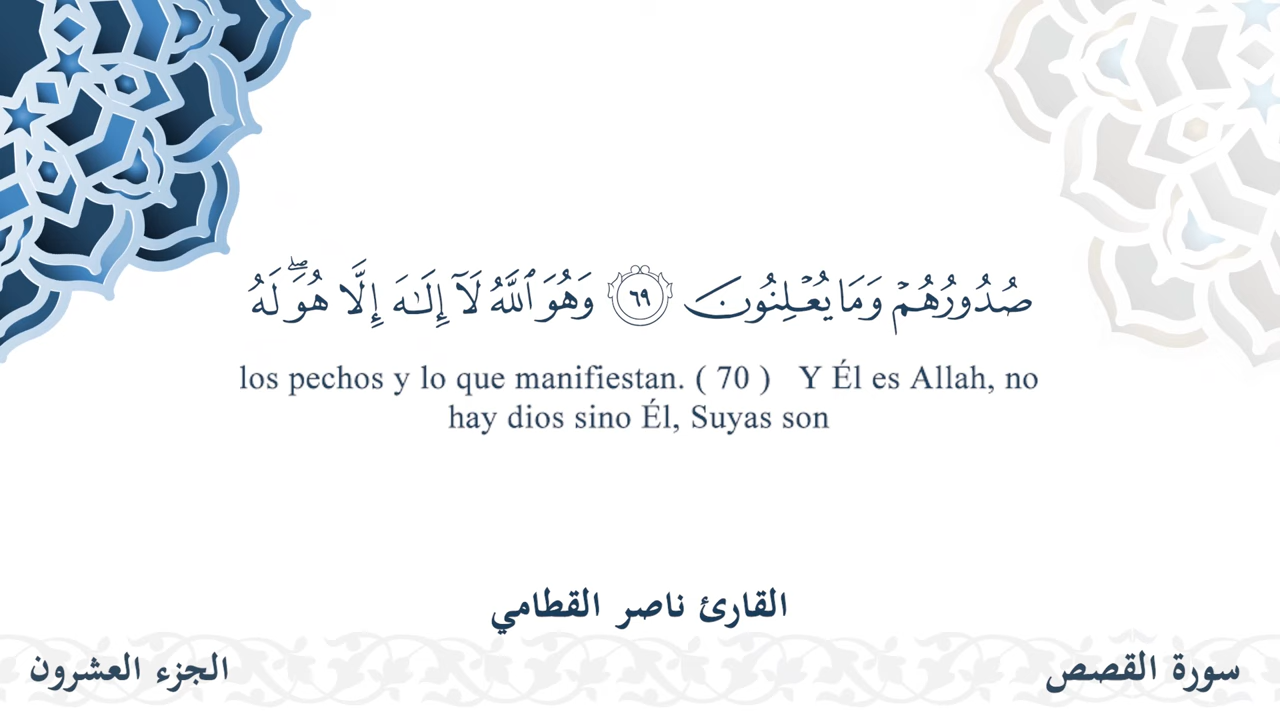 صُدُورُهُمۡ وَمَا يُعۡلِنُونَ ٦٩ وَهُوَ ٱللَّهُ لَآ إِلَٰهَ إِلَّا هُوَۖ لَهُ
los pechos y lo que manifiestan. ( 70 ) Y Él es Allah, no
hay dios sino Él, Suyas son
القارئ ناصر القطامي
سورة القصص
الجزء العشرون